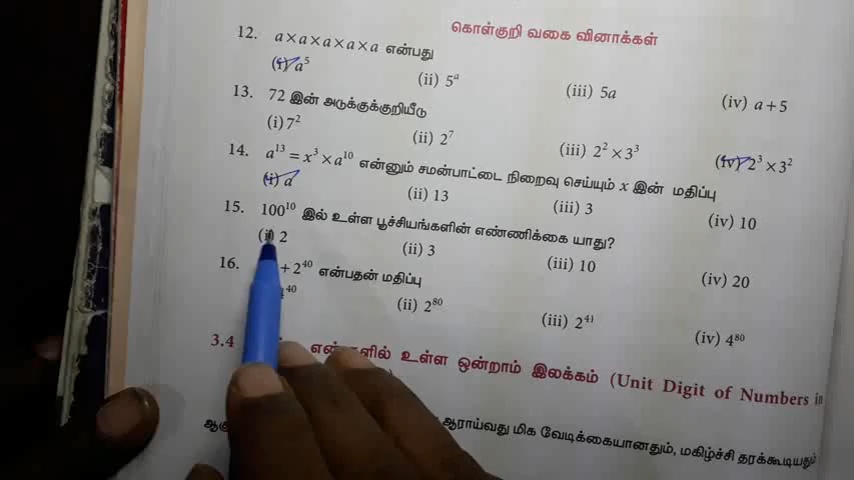 கொள்குறி வகை வினாக்கள்
12. a × a × a × a × a என்பது
(i) a⁵ (ii) 5ᵃ (iii) 5a (iv) a + 5
13. 72 இன் அடுக்குக்குறியீடு
(i) 7² (ii) 2⁷ (iii) 2² × 3³ (iv) 2³ × 3²
14. a¹³ = x³ × a¹⁰ என்னும் சமன்பாட்டை நிறைவு செய்யும் x இன் மதிப்பு
(i) a (ii) 13 (iii) 3 (iv) 10
15. 100¹⁰ இல் உள்ள பூச்சியங்களின் எண்ணிக்கை யாது?
(i) 2 (ii) 3 (iii) 10 (iv) 20
16. + 2⁴⁰ என்பதன் மதிப்பு
4⁴⁰ (ii) 2⁸⁰ (iii) 2⁴¹ (iv) 4⁸⁰
3.4 எண்களில் உள்ள ஒன்றாம் இலக்கம் (Unit Digit of Numbers in
ஆராய்வது மிக வேடிக்கையானதும், மகிழ்ச்சி தரக்கூடியதும்